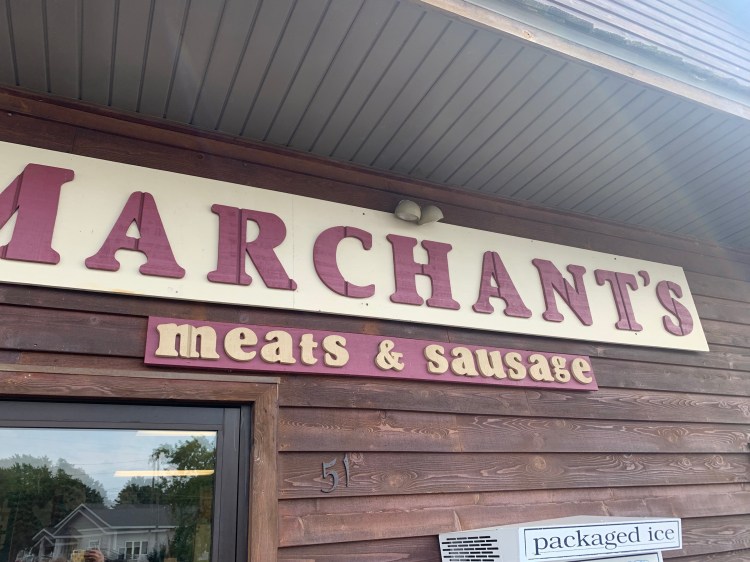 MARCHANT'S
meats & sausage
51
packaged ice